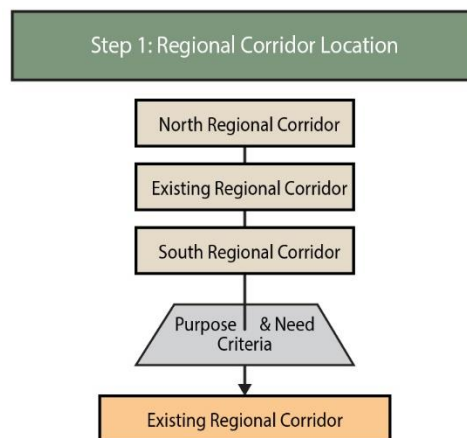 Step 1: Regional Corridor Location
North Regional Corridor
Existing Regional Corridor
South Regional Corridor
Purpose & Need
Criteria
Existing Regional Corridor